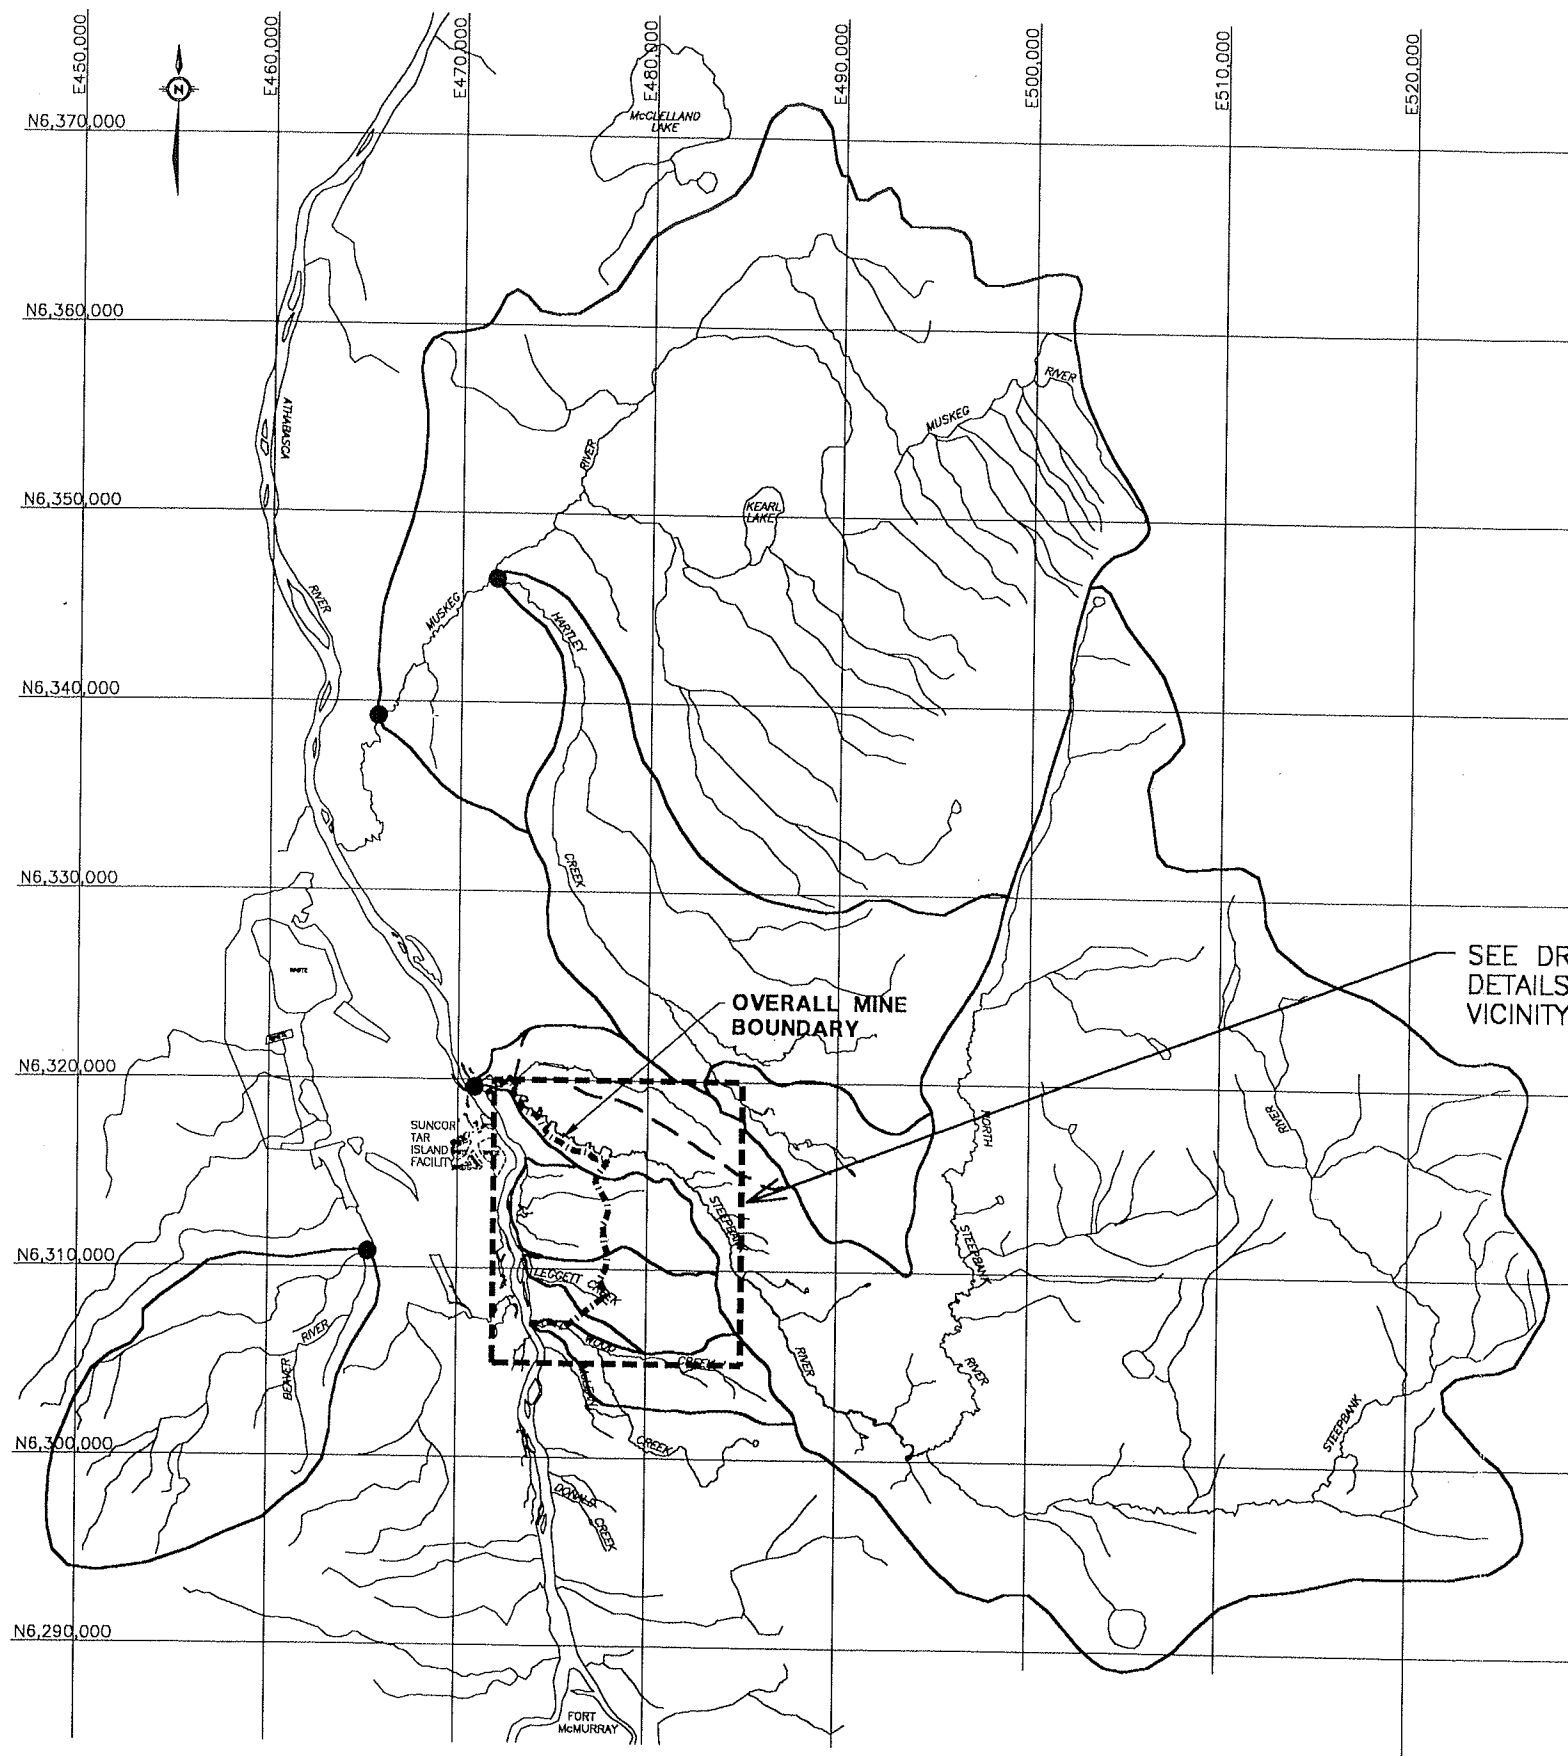 E450,000
E460,000
E470,000
E480,000
E490,000
E500,000
E510,000
E520,000
N
N6,370,000
McCLELLAND
LAKE
N6,360,000
RIVER
MUSKEG
ATHABASCA
RIVER
N6,350,000
KEARL
LAKE
RIVER
MUSKEG
HARTLEY
N6,340,000
CREEK
N6,330,000
SEE DR
DETAILS
VICINITY
OVERALL MINE
BOUNDARY
N6,320,000
SUNCOR
TAR
ISLAND
FACILITY
NORTH
RIVER
STEEPBANK
STEEPBANK
N6,310,000
LEGGETT CREEK
RIVER
BEAVER
WOOD
CREEK
RIVER
RIVER
McLEAN
CREEK
STEEPBANK
N6,300,000
DONALD
CREEK
N6,290,000
FORT
McMURRAY